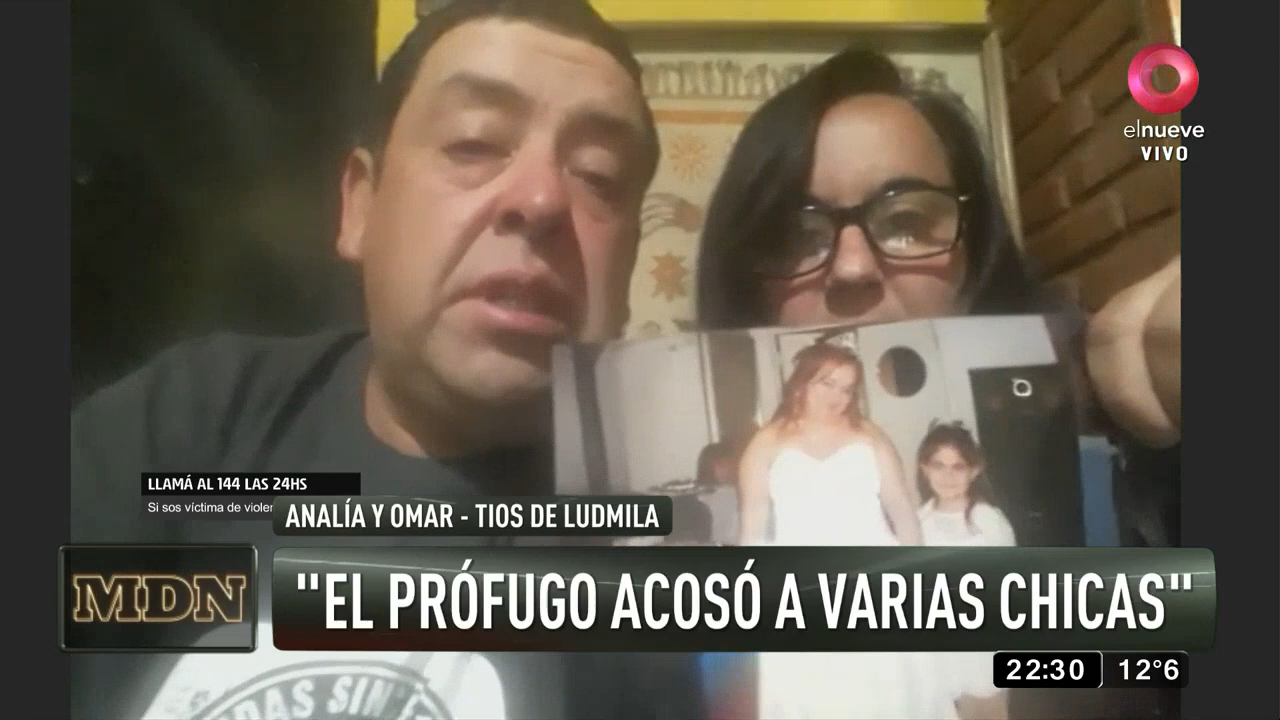 elnueve
VIVO
LLAMÁ AL 144 LAS 24HS
Si sos víctima de
ANALÍA Y OMAR - TIOS DE LUDMILA
MDN
"EL PRÓFUGO ACOSÓ A VARIAS CHICAS"
22:30 12°6
SIN